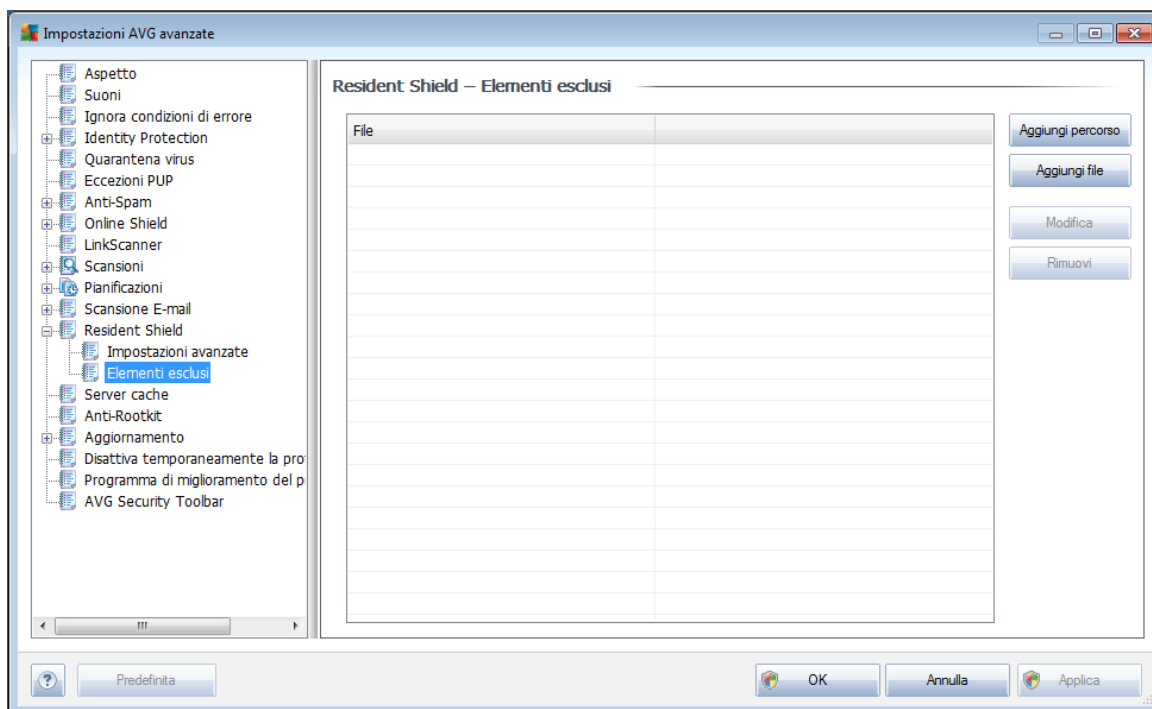 Impostazioni AVG avanzate
Aspetto
Suoni
Ignora condizioni di errore
Identity Protection
Quarantena virus
Eccezioni PUP
Anti-Spam
Online Shield
LinkScanner
Scansioni
Pianificazioni
Scansione E-mail
Resident Shield
Impostazioni avanzate
Elementi esclusi
Server cache
Anti-Rootkit
Aggiornamento
Disattiva temporaneamente la pro
Programma di miglioramento del p
AVG Security Toolbar
Resident Shield – Elementi esclusi
File
Aggiungi percorso
Aggiungi file
Modifica
Rimuovi
?
Predefinita
OK
Annulla
Applica